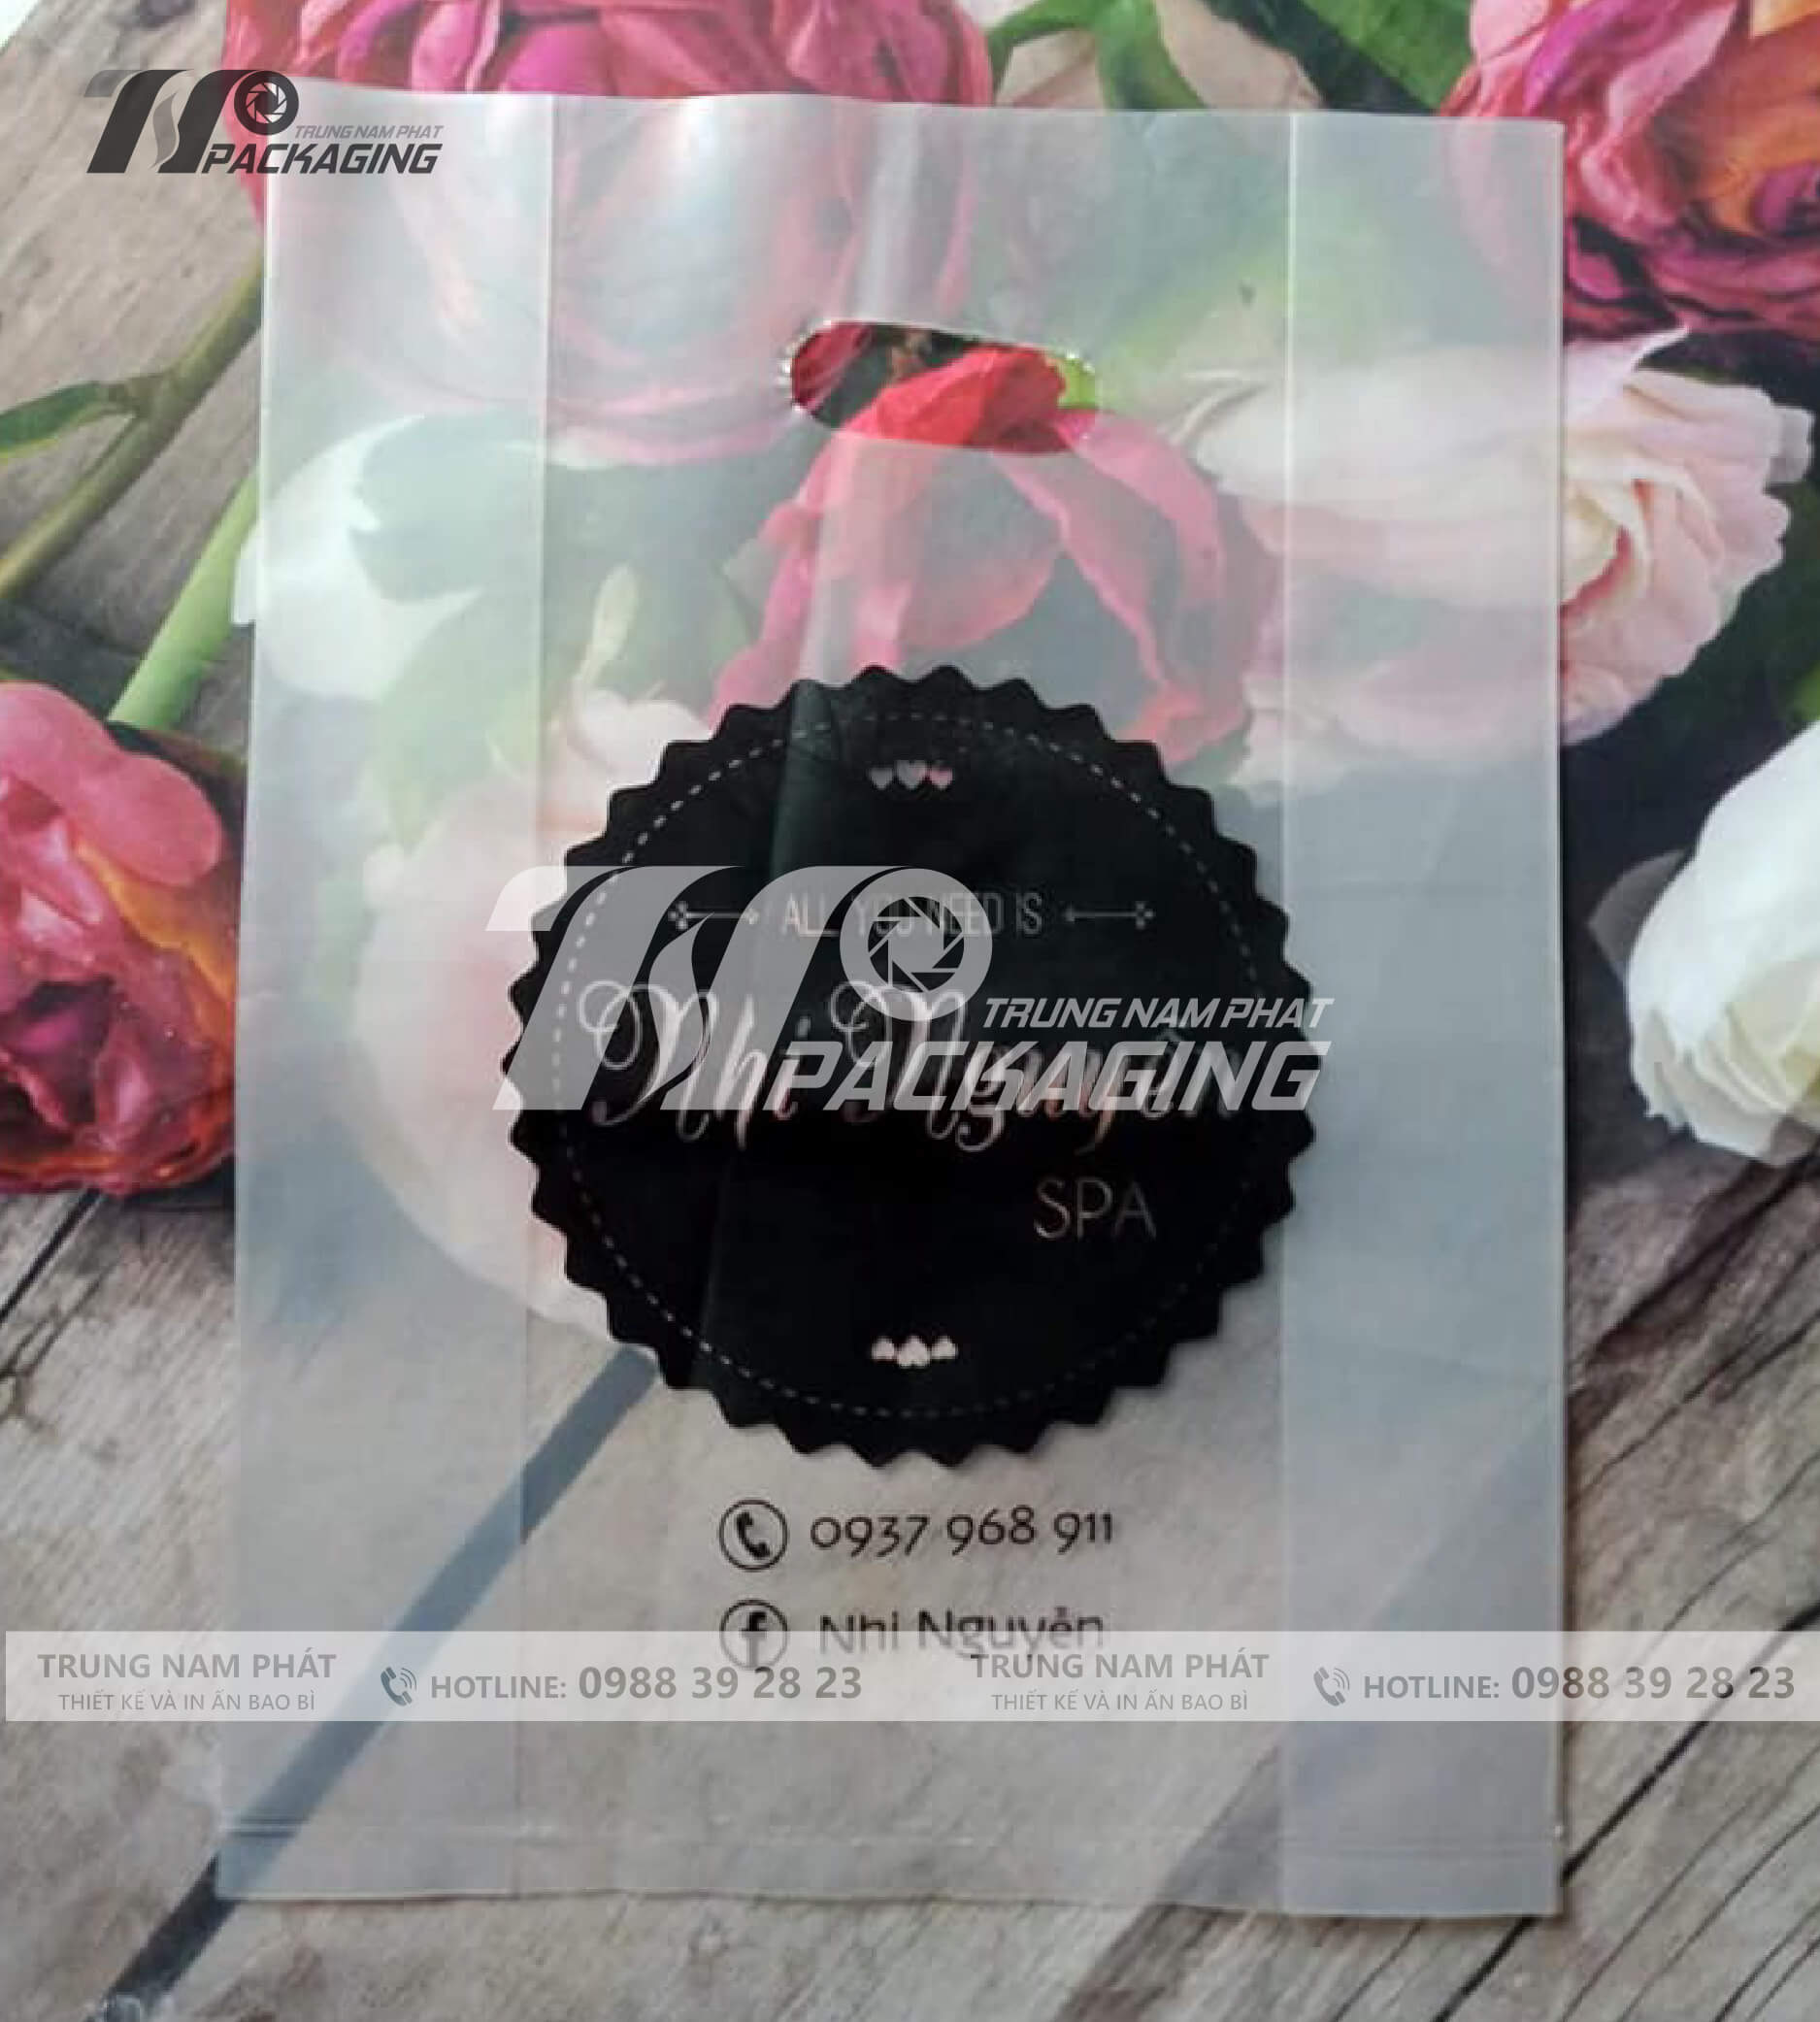 TRUNG NAM PHAT
PACKAGING
ALL YOU NEED IS
Nhi Nguyễn
TRUNG NAM PHAT
PACKAGING
SPA
0937 968 911
Nhi Nguyễn
TRUNG NAM PHÁT
THIẾT KẾ VÀ IN ẤN BAO BÌ
HOTLINE: 0988 39 28 23
TRUNG NAM PHÁT
THIẾT KẾ VÀ IN ẤN BAO BÌ
HOTLINE: 0988 39 28 23